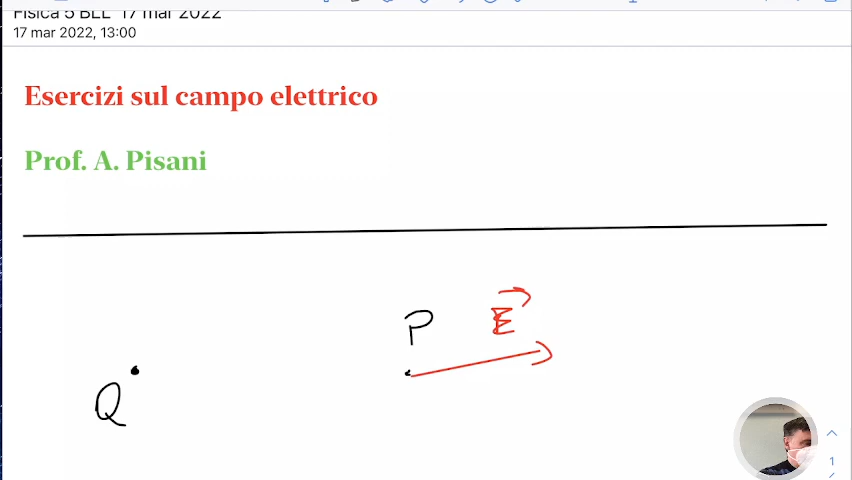 Fisica 5 BLL 17 mar 2022
17 mar 2022, 13:00
Esercizi sul campo elettrico
Prof. A. Pisani
P E
Q
1